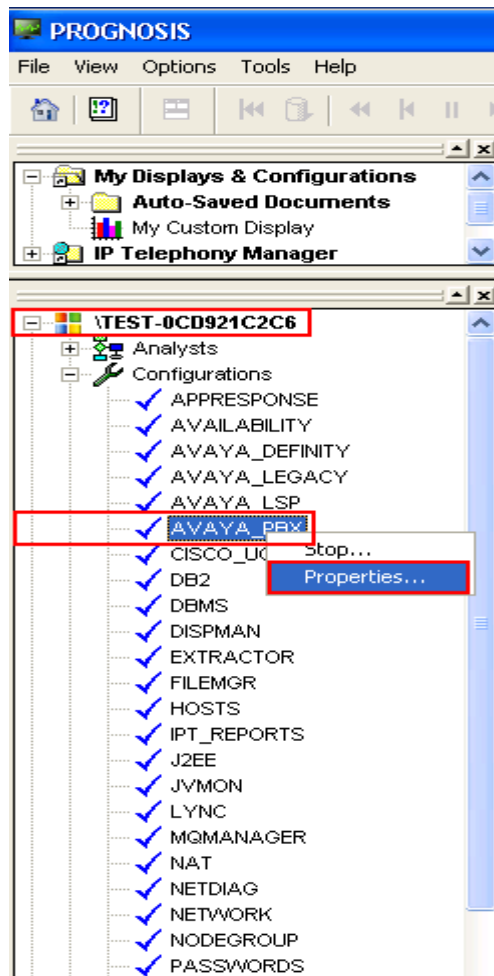 PROGNOSIS
File View Options Tools Help
My Displays & Configurations
Auto-Saved Documents
My Custom Display
IP Telephony Manager
\TEST-0CD921C2C6
Analysts
Configurations
APPRESPONSE
AVAILABILITY
AVAYA_DEFINITY
AVAYA_LEGACY
AVAYA_LSP
AVAYA_PBX
CISCO_UC
Stop...
Properties...
DB2
DBMS
DISPMAN
EXTRACTOR
FILEMGR
HOSTS
IPT_REPORTS
J2EE
JVMON
LYNC
MQMANAGER
NAT
NETDIAG
NETWORK
NODEGROUP
PASSWORDS